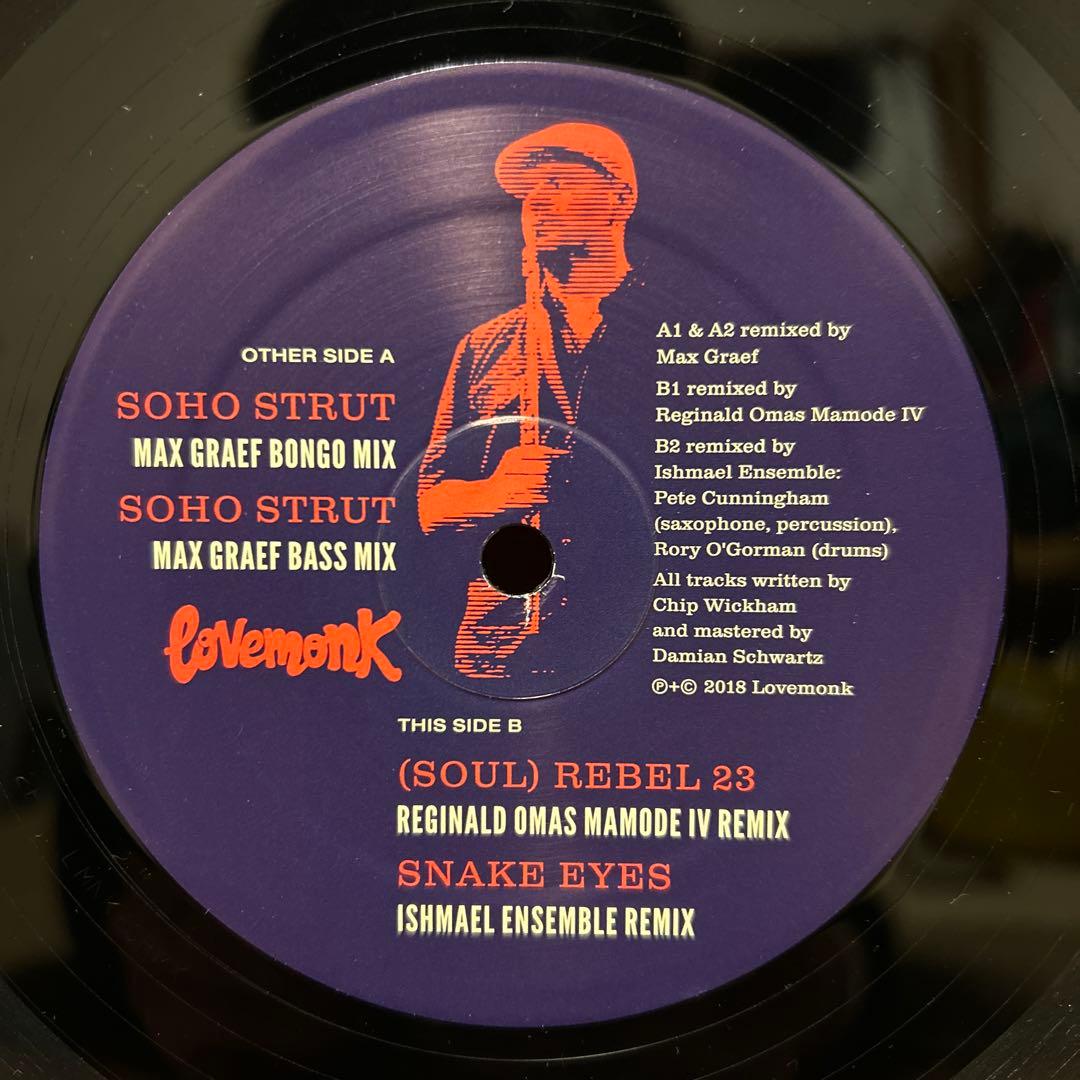 OTHER SIDE A
SOHO STRUT
MAX GRAEF BONGO MIX
SOHO STRUT
MAX GRAEF BASS MIX
lovemonk
A1 & A2 remixed by
Max Graef
B1 remixed by
Reginald Omas Mamode IV
B2 remixed by
Ishmael Ensemble:
Pete Cunningham
(saxophone, percussion),
Rory O'Gorman (drums)
All tracks written by
Chip Wickham
and mastered by
Damian Schwartz
℗+© 2018 Lovemonk
THIS SIDE B
(SOUL) REBEL 23
REGINALD OMAS MAMODE IV REMIX
SNAKE EYES
ISHMAEL ENSEMBLE REMIX